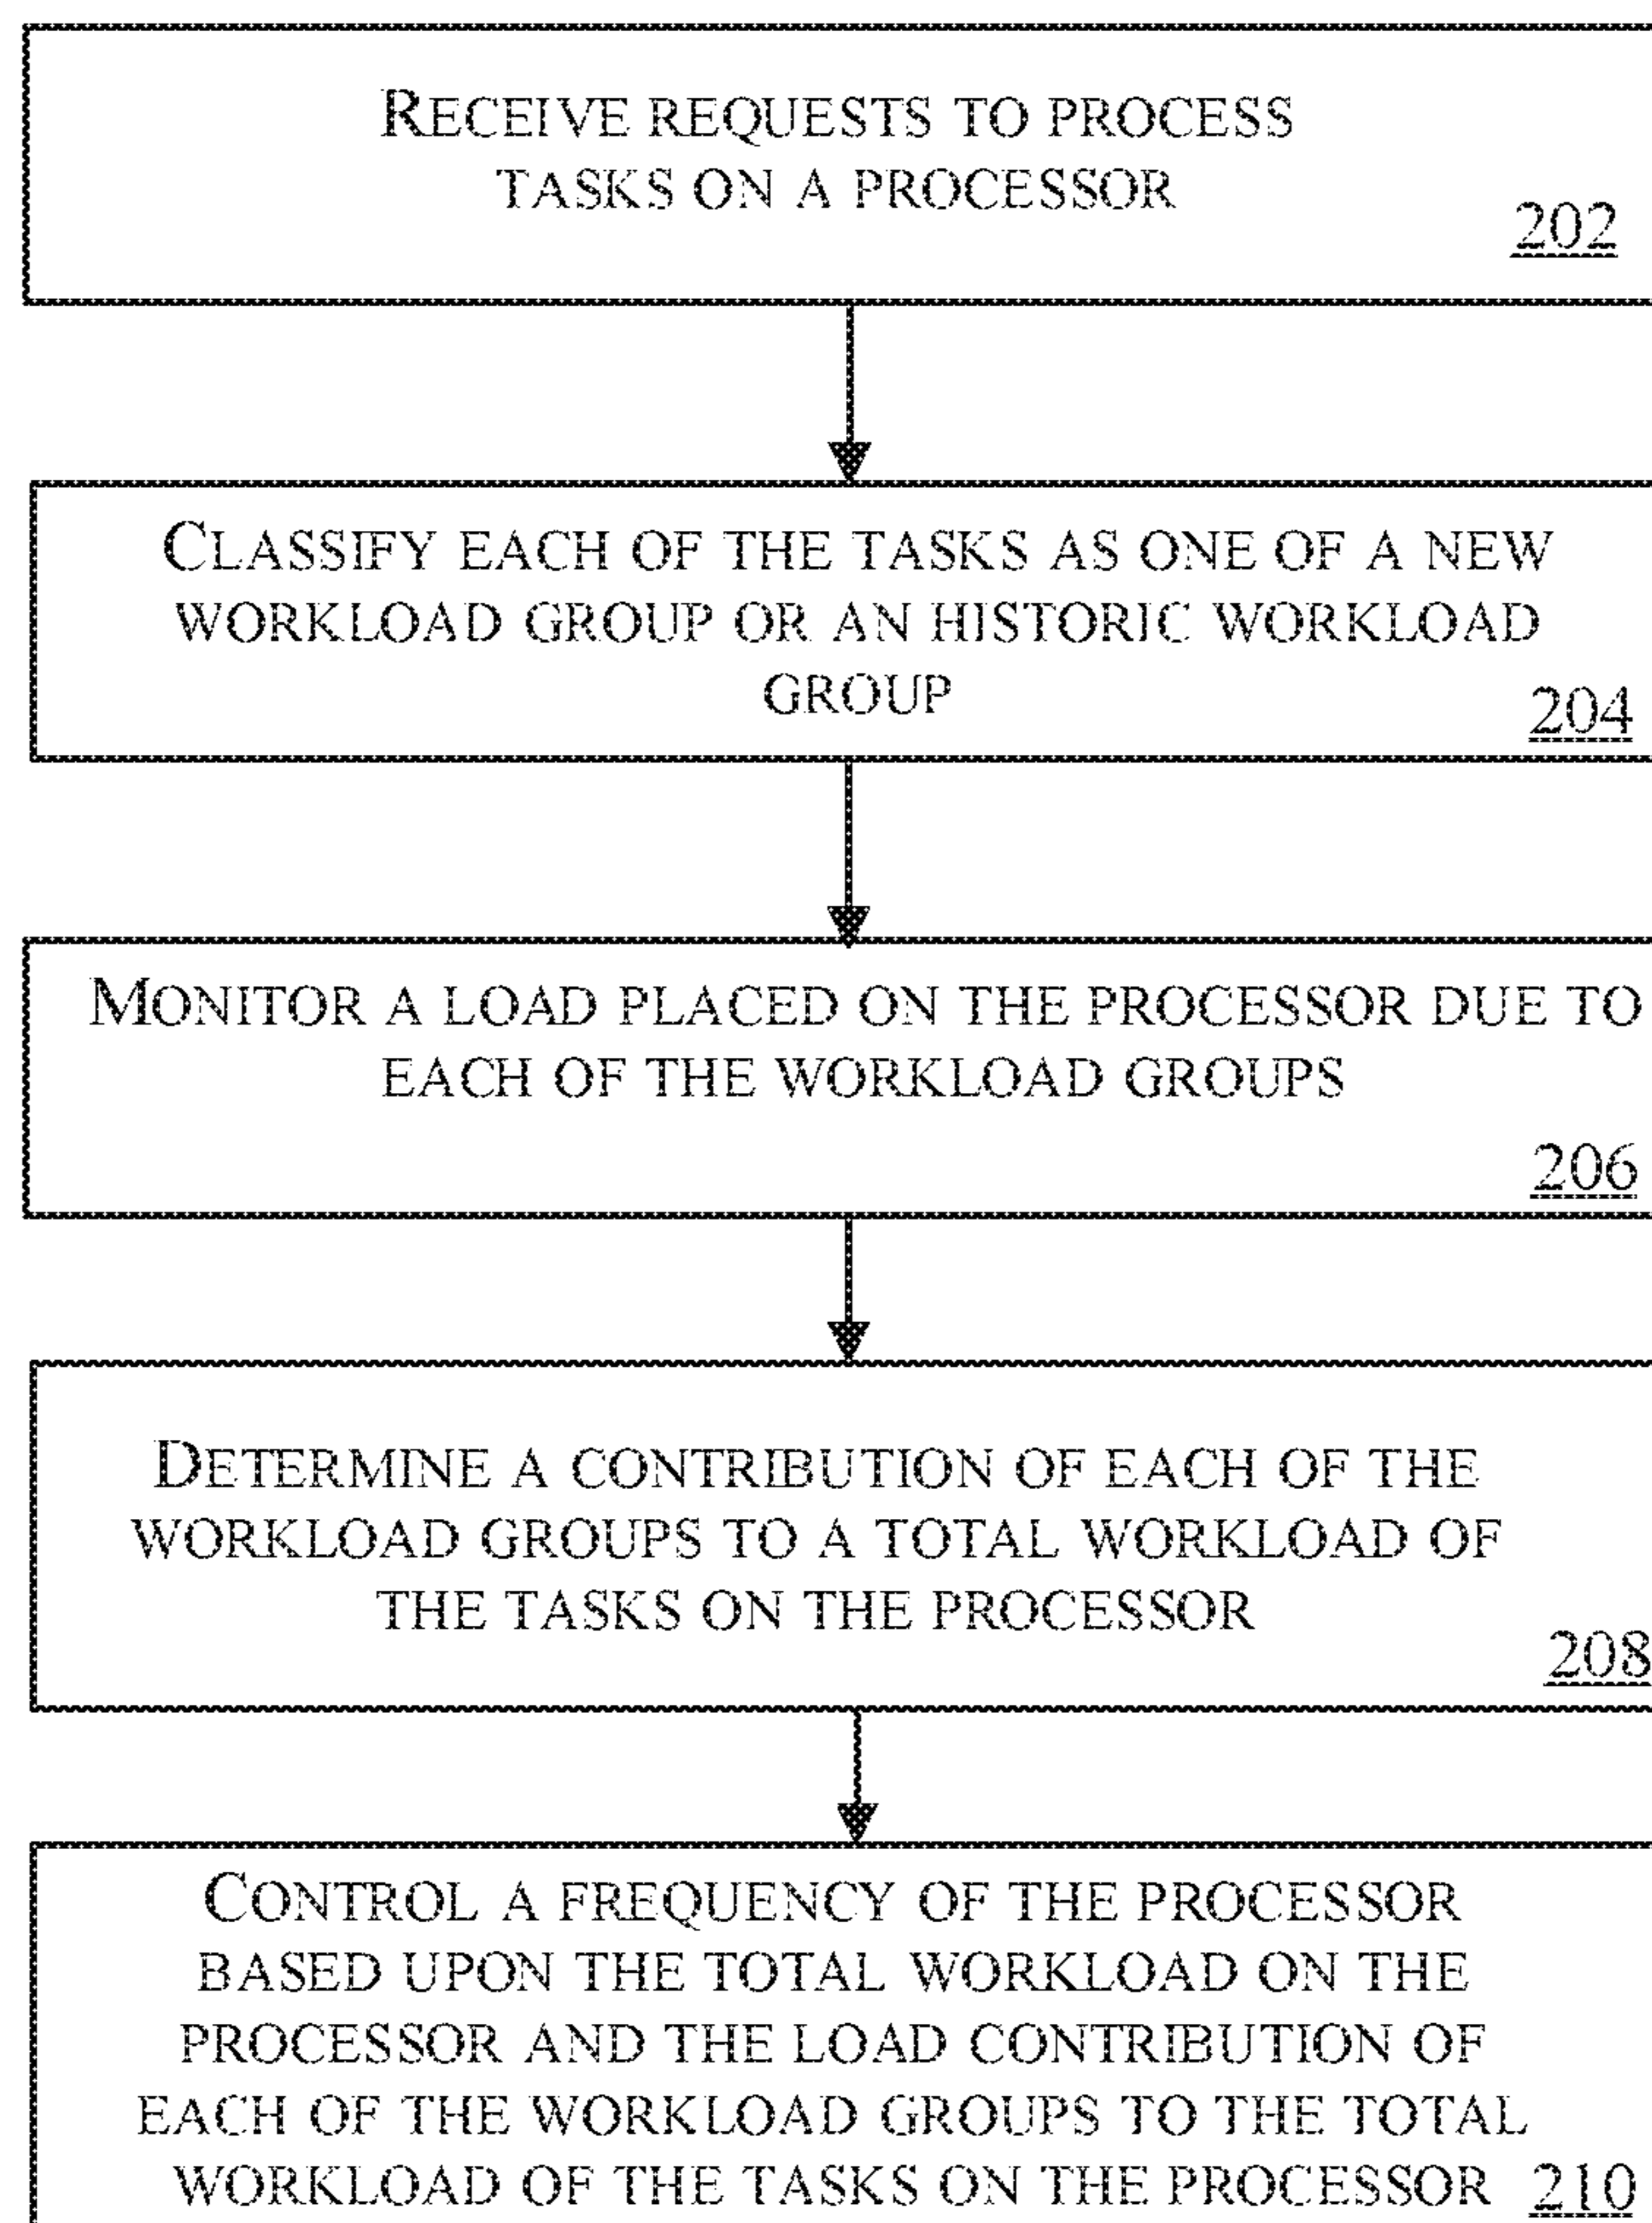 RECEIVE REQUESTS TO PROCESS
TASKS ON A PROCESSOR
202
CLASSIFY EACH OF THE TASKS AS ONE OF A NEW
WORKLOAD GROUP OR AN HISTORIC WORKLOAD
GROUP
204
MONITOR A LOAD PLACED ON THE PROCESSOR DUE TO
EACH OF THE WORKLOAD GROUPS
206
DETERMINE A CONTRIBUTION OF EACH OF THE
WORKLOAD GROUPS TO A TOTAL WORKLOAD OF
THE TASKS ON THE PROCESSOR
208
CONTROL A FREQUENCY OF THE PROCESSOR
BASED UPON THE TOTAL WORKLOAD ON THE
PROCESSOR AND THE LOAD CONTRIBUTION OF
EACH OF THE WORKLOAD GROUPS TO THE TOTAL
WORKLOAD OF THE TASKS ON THE PROCESSOR 210